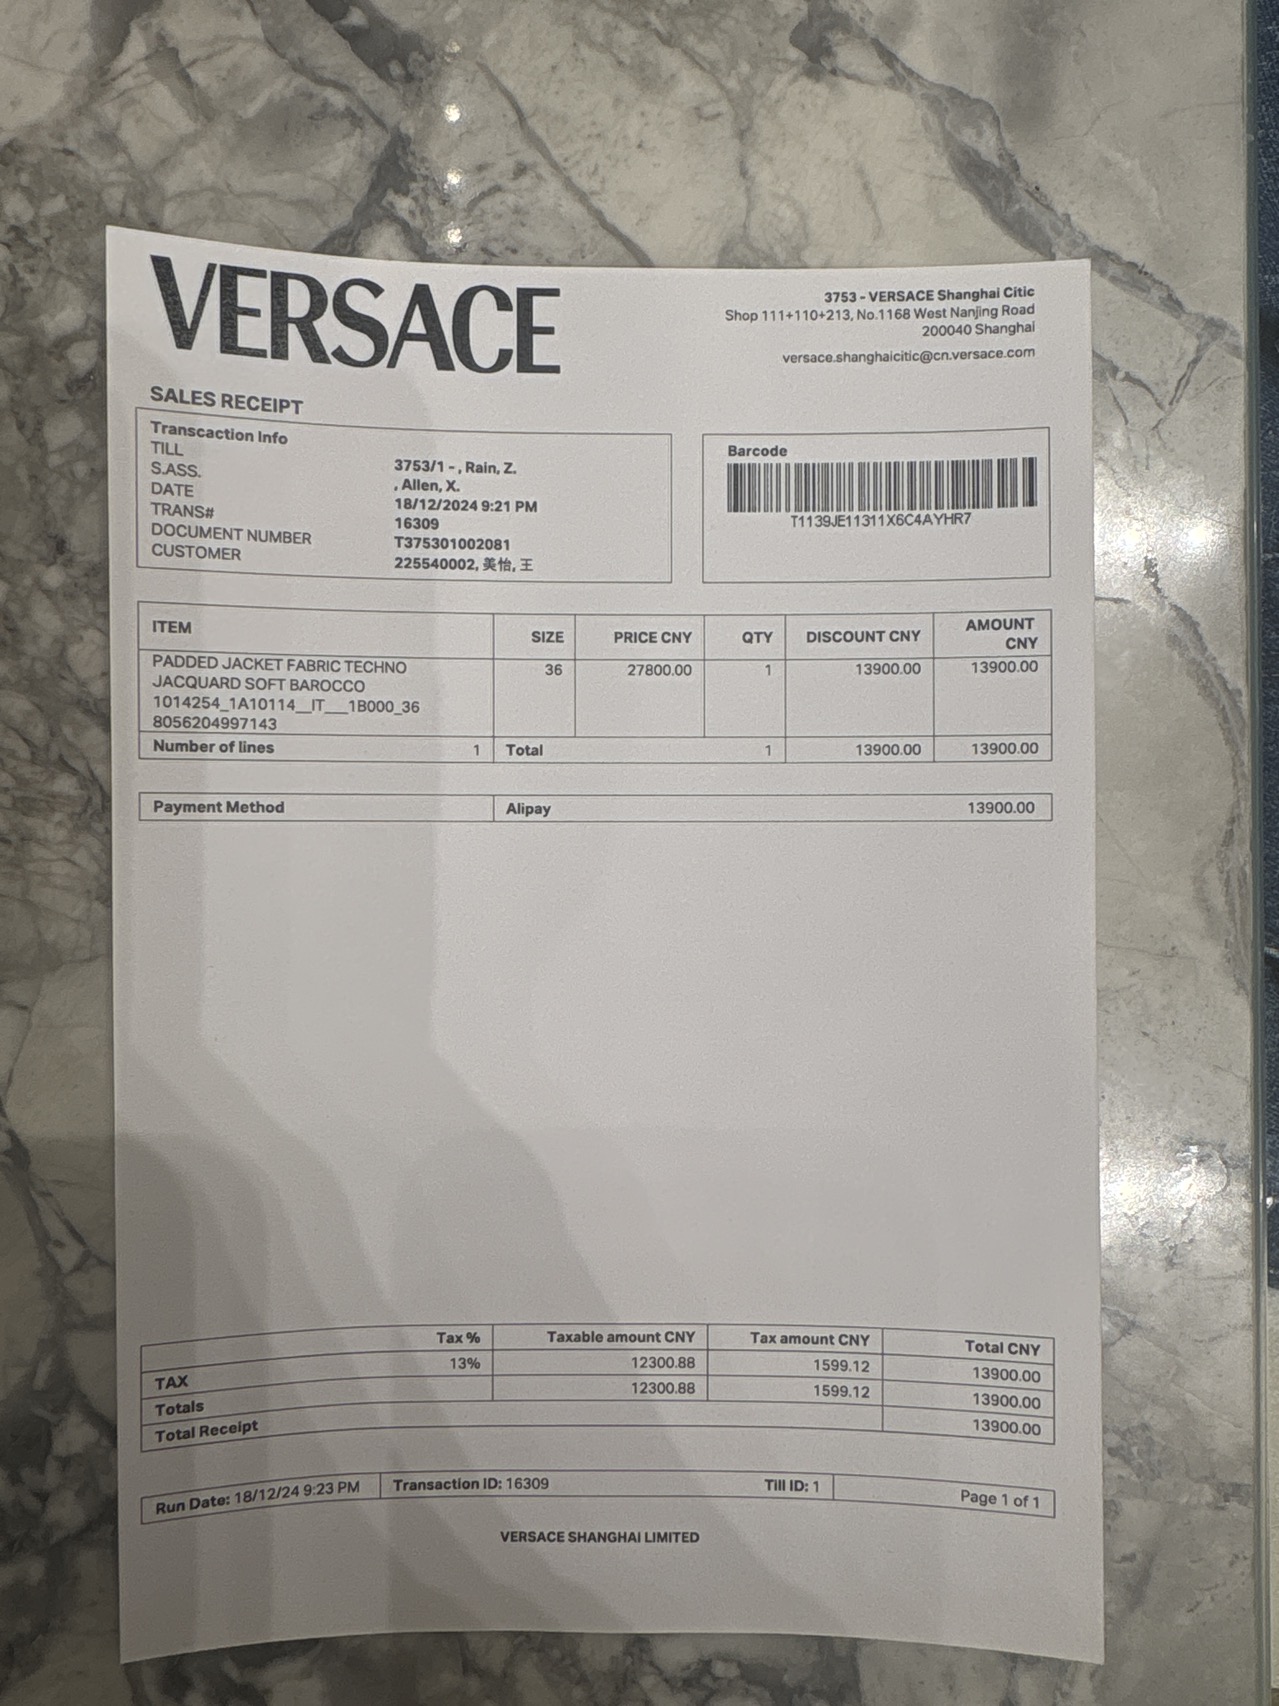 VERSACE
3753 - VERSACE Shanghai Citic
Shop 111+110+213, No.1168 West Nanjing Road
200040 Shanghai
versace.shanghaicitic@cn.versace.com
SALES RECEIPT
Transcaction Info
TILL 3753/1 - , Rain, Z.
S.ASS. , Allen, X.
DATE 18/12/2024 9:21 PM
TRANS# 16309
DOCUMENT NUMBER T375301002081
CUSTOMER 225540002, 美怡, 王
Barcode
T1139JE11311X6C4AYHR7
ITEM SIZE PRICE CNY QTY DISCOUNT CNY AMOUNT CNY
PADDED JACKET FABRIC TECHNO 36 27800.00 1 13900.00 13900.00
JACQUARD SOFT BAROCCO
1014254_1A10114__IT___1B000_36
8056204997143
Number of lines 1 Total 1 13900.00 13900.00
Payment Method Alipay 13900.00
Tax % Taxable amount CNY Tax amount CNY Total CNY
TAX 13% 12300.88 1599.12 13900.00
Totals 12300.88 1599.12 13900.00
Total Receipt 13900.00
Run Date: 18/12/24 9:23 PM Transaction ID: 16309 Till ID: 1 Page 1 of 1
VERSACE SHANGHAI LIMITED